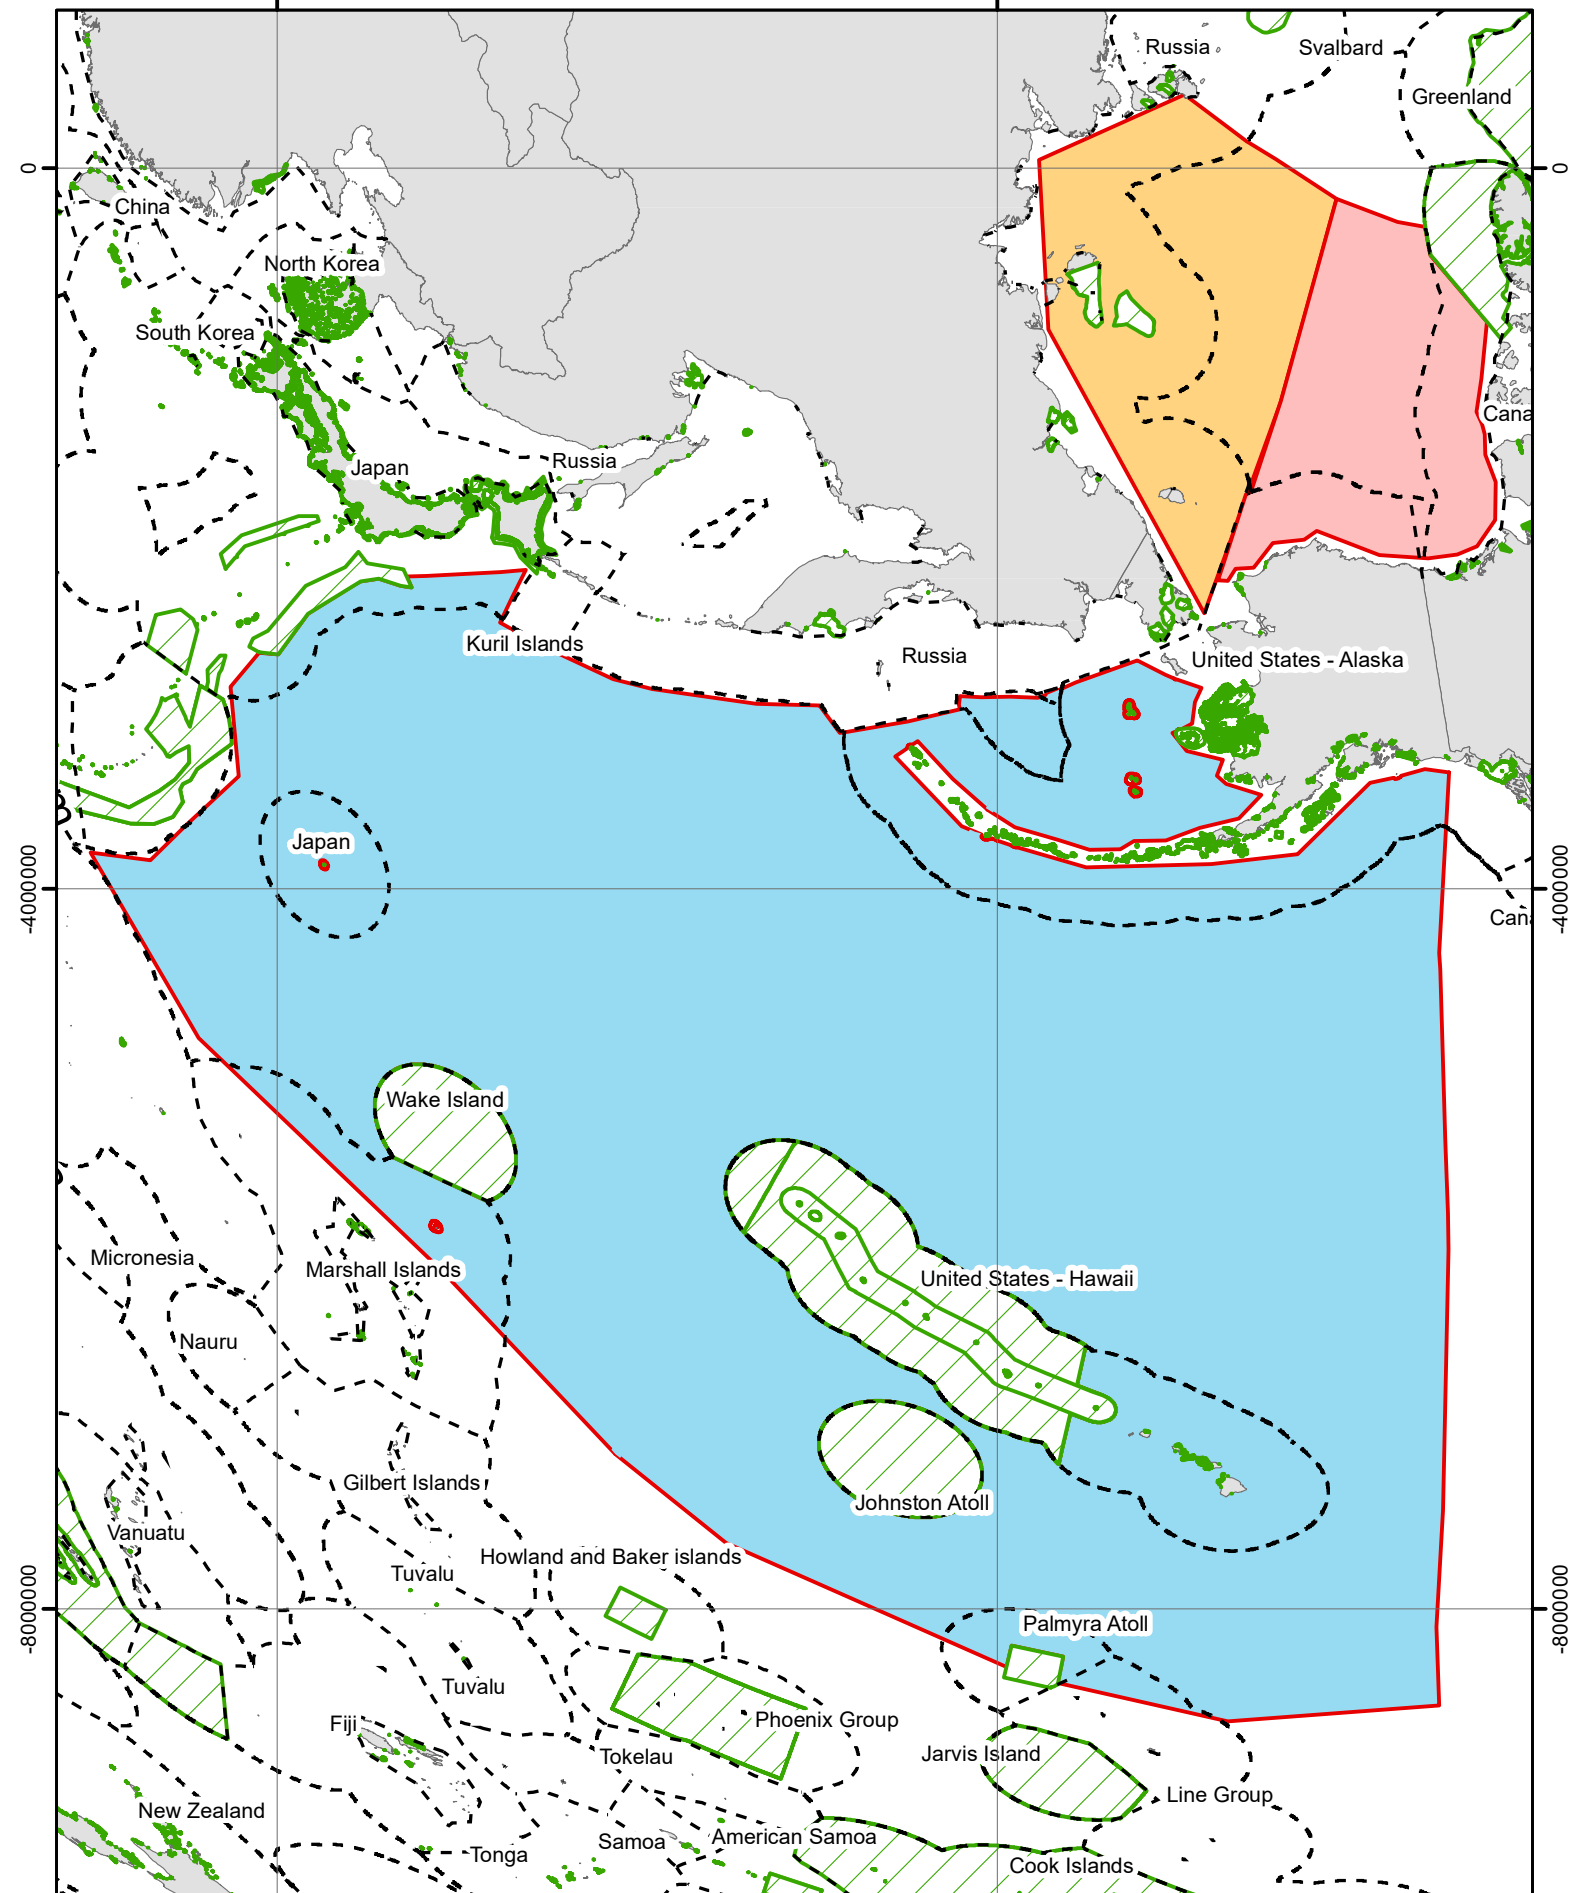 Russia
Svalbard
Greenland
0
0
China
North Korea
South Korea
Cana
Japan
Russia
Kuril Islands
Russia
United States - Alaska
Japan
-4000000
-4000000
Cana
Wake Island
Micronesia
Marshall Islands
United States - Hawaii
Nauru
Gilbert Islands
Johnston Atoll
Vanuatu
Howland and Baker islands
Tuvalu
-8000000
-8000000
Palmyra Atoll
Tuvalu
Fiji
Phoenix Group
Tokelau
Jarvis Island
Line Group
New Zealand
Samoa
American Samoa
Tonga
Cook Islands